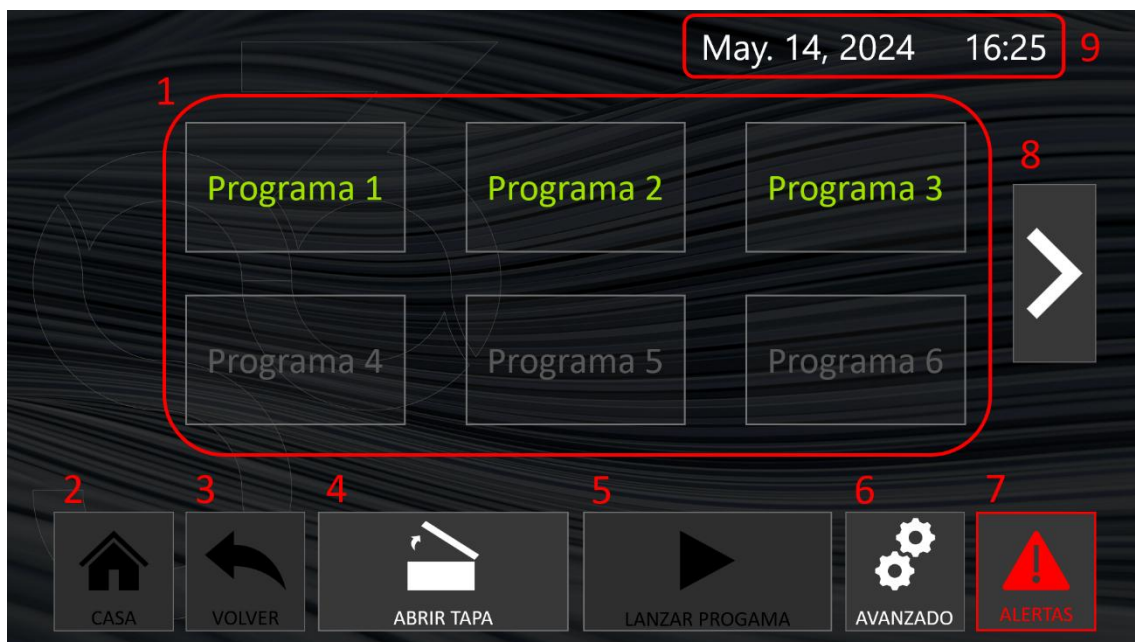 May. 14, 2024 16:25 9
1
8
Programa 1 Programa 2 Programa 3
Programa 4 Programa 5 Programa 6
2 3 4 5 6 7
CASA VOLVER ABRIR TAPA LANZAR PROGAMA AVANZADO ALERTAS